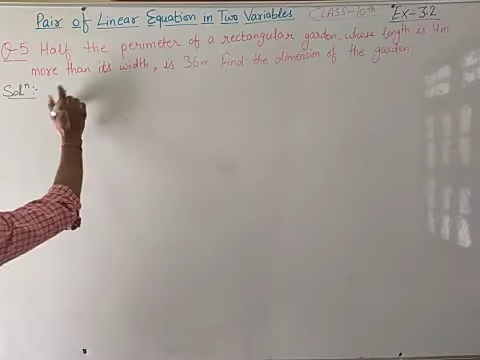 Pair of Linear Equation in Two Variables CLASS-10th Ex-3.2
Q-5 Half the perimeter of a rectangular garden, whose length is 4m
more than its width, is 36m Find the dimension of the garden.
Solⁿ:-